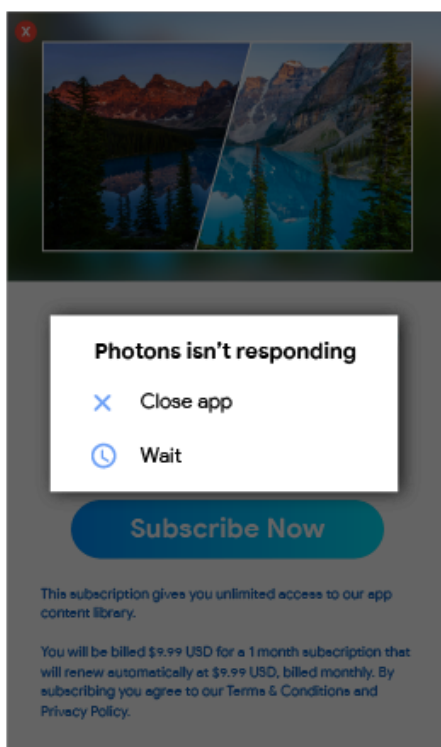 X
Photons isn't responding
Close app
Wait
Subscribe Now
This subscription gives you unlimited access to our app
content library.
You will be billed $9.99 USD for a 1 month subscription that
will renew automatically at $9.99 USD, billed monthly. By
subscribing you agree to our Terms & Conditions and
Privacy Policy.